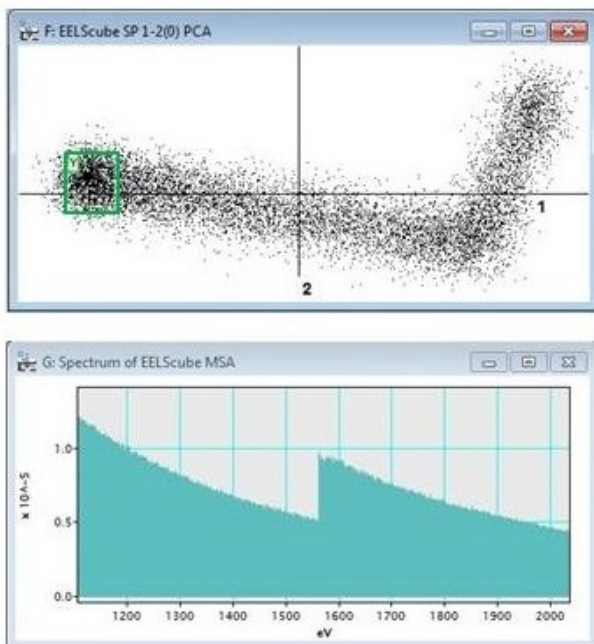 F: EELScube SP 1-2(0) PCA
Y
1
2
G: Spectrum of EELScube MSA
x 10^-5
1.0
0.5
0.0
1200 1300 1400 1500 1600 1700 1800 1900 2000
eV